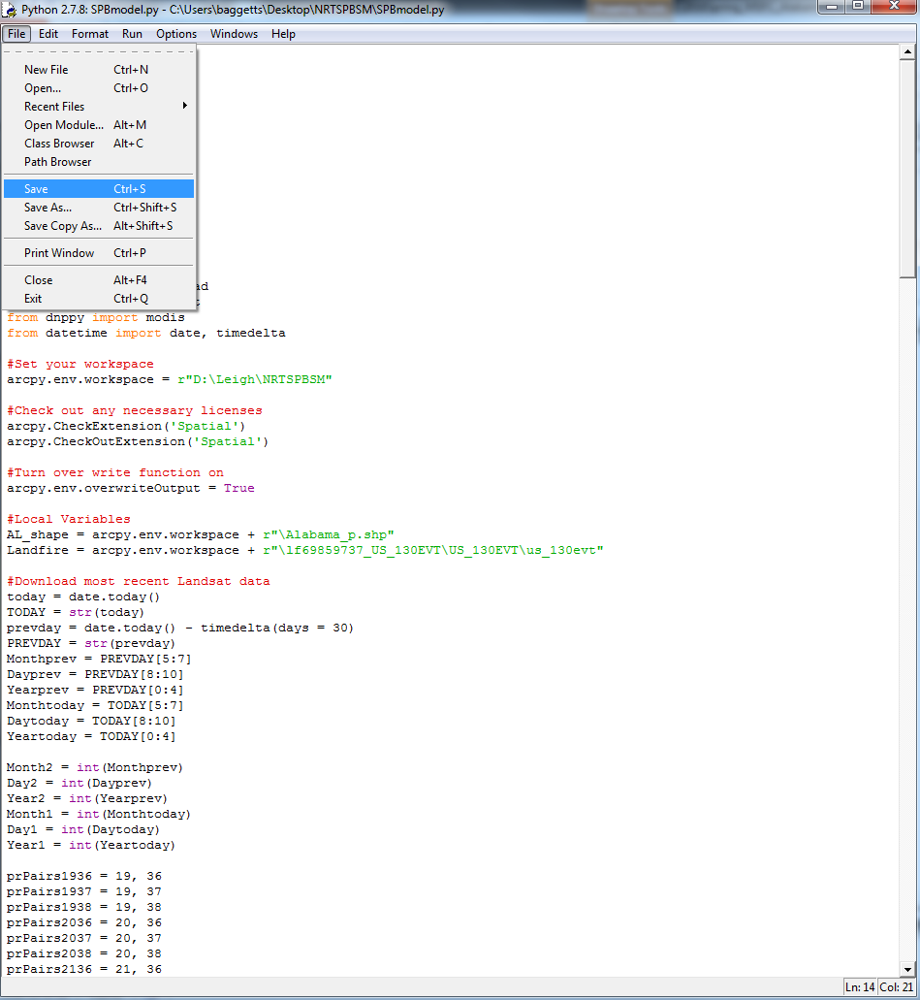 Python 2.7.8: SPBmodel.py - C:\Users\baggetts\Desktop\NRTSPBSM\SPBmodel.py
File Edit Format Run Options Windows Help
New File Ctrl+N
Open... Ctrl+O
Recent Files
Open Module... Alt+M
Class Browser Alt+C
Path Browser
Save Ctrl+S
Save As... Ctrl+Shift+S
Save Copy As... Alt+Shift+S
Print Window Ctrl+P
Close Alt+F4
Exit Ctrl+Q
from dnppy import modis
from datetime import date, timedelta
#Set your workspace
arcpy.env.workspace = r"D:\Leigh\NRTSPBSM"
#Check out any necessary licenses
arcpy.CheckExtension('Spatial')
arcpy.CheckOutExtension('Spatial')
#Turn over write function on
arcpy.env.overwriteOutput = True
#Local Variables
AL_shape = arcpy.env.workspace + r"\Alabama_p.shp"
Landfire = arcpy.env.workspace + r"\lf69859737_US_130EVT\US_130EVT\us_130evt"
#Download most recent Landsat data
today = date.today()
TODAY = str(today)
prevday = date.today() - timedelta(days = 30)
PREVDAY = str(prevday)
Monthprev = PREVDAY[5:7]
Dayprev = PREVDAY[8:10]
Yearprev = PREVDAY[0:4]
Monthtoday = TODAY[5:7]
Daytoday = TODAY[8:10]
Yeartoday = TODAY[0:4]
Month2 = int(Monthprev)
Day2 = int(Dayprev)
Year2 = int(Yearprev)
Month1 = int(Monthtoday)
Day1 = int(Daytoday)
Year1 = int(Yeartoday)
prPairs1936 = 19, 36
prPairs1937 = 19, 37
prPairs1938 = 19, 38
prPairs2036 = 20, 36
prPairs2037 = 20, 37
prPairs2038 = 20, 38
prPairs2136 = 21, 36
Ln: 14 Col: 21